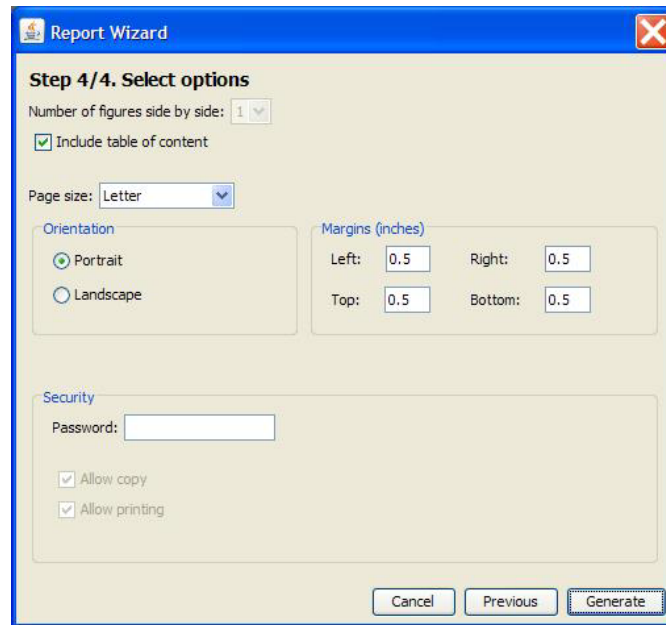 Report Wizard
Step 4/4. Select options
Number of figures side by side: 1
Include table of content
Page size: Letter
Orientation
Portrait
Landscape
Margins (inches)
Left: 0.5 Right: 0.5
Top: 0.5 Bottom: 0.5
Security
Password:
Allow copy
Allow printing
Cancel Previous Generate